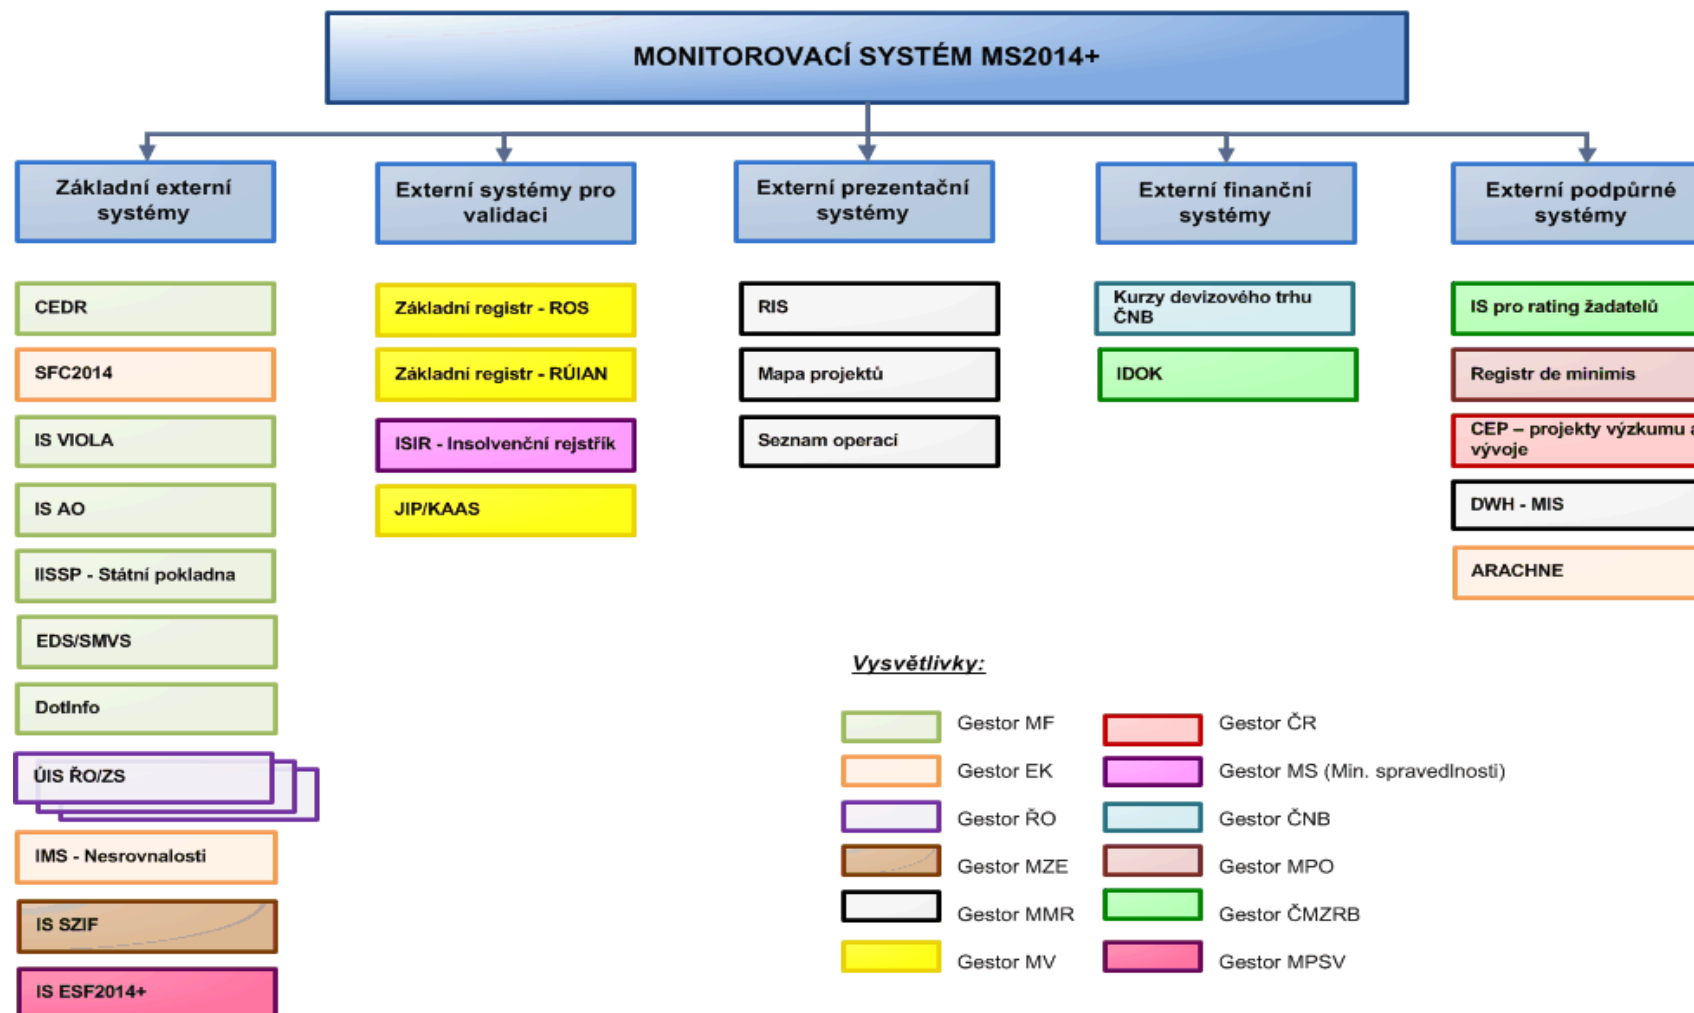 MONITOROVACÍ SYSTÉM MS2014+
Základní externí
systémy
CEDR
SFC2014
IS VIOLA
IS AO
IISSP - Státní pokladna
EDS/SMVS
DotInfo
ÚIS ŘO/ZS
IMS - Nesrovnalosti
IS SZIF
IS ESF2014+
Externí systémy pro
validaci
Základní registr - ROS
Základní registr - RÚIAN
ISIR - Insolvenční rejstřík
JIP/KAAS
Externí prezentační
systémy
RIS
Mapa projektů
Seznam operací
Externí finanční
systémy
Kurzy devizového trhu
ČNB
IDOK
Externí podpůrné
systémy
IS pro rating žadatelů
Registr de minimis
CEP – projekty výzkumu a
vývoje
DWH - MIS
ARACHNE
Vysvětlivky:
Gestor MF
Gestor EK
Gestor ŘO
Gestor MZE
Gestor MMR
Gestor MV
Gestor ČR
Gestor MS (Min. spravedlnosti)
Gestor ČNB
Gestor MPO
Gestor ČMZRB
Gestor MPSV